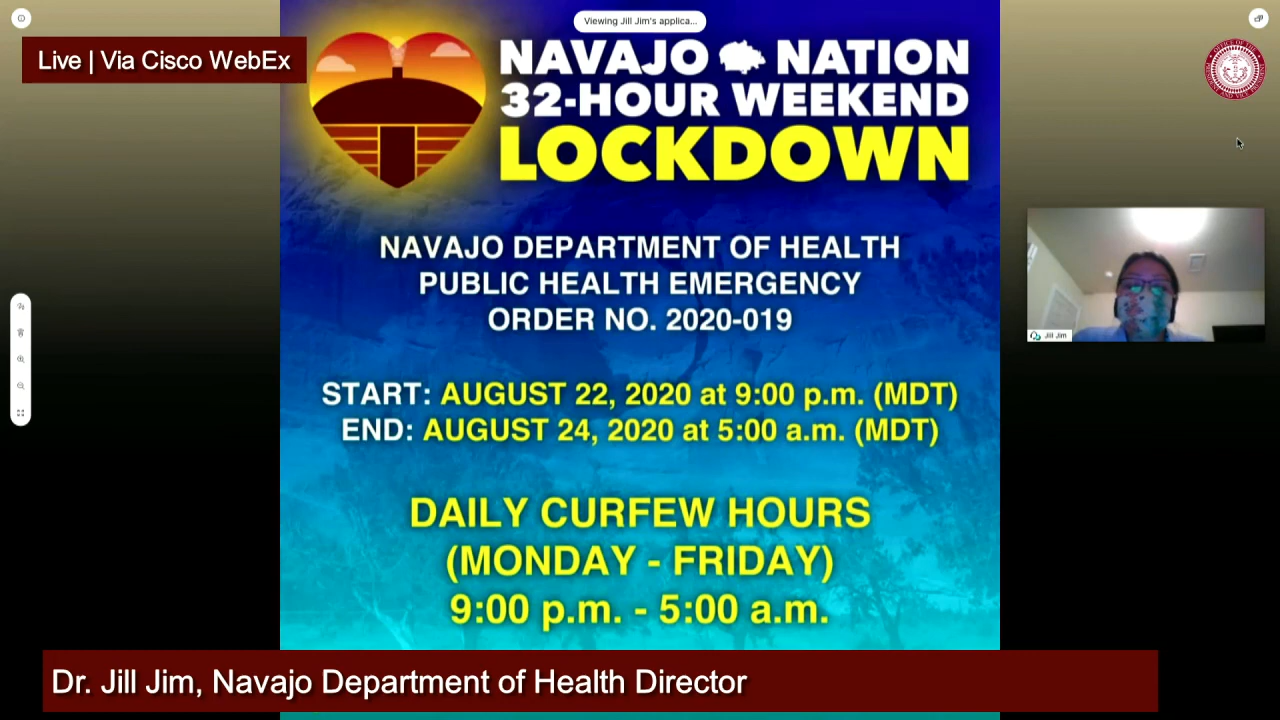 Viewing Jill Jim's applica...
Live | Via Cisco WebEx
NAVAJO NATION
32-HOUR WEEKEND
LOCKDOWN
NAVAJO DEPARTMENT OF HEALTH
PUBLIC HEALTH EMERGENCY
ORDER NO. 2020-019
START: AUGUST 22, 2020 at 9:00 p.m. (MDT)
END: AUGUST 24, 2020 at 5:00 a.m. (MDT)
DAILY CURFEW HOURS
(MONDAY - FRIDAY)
9:00 p.m. - 5:00 a.m.
Jill Jim
Dr. Jill Jim, Navajo Department of Health Director